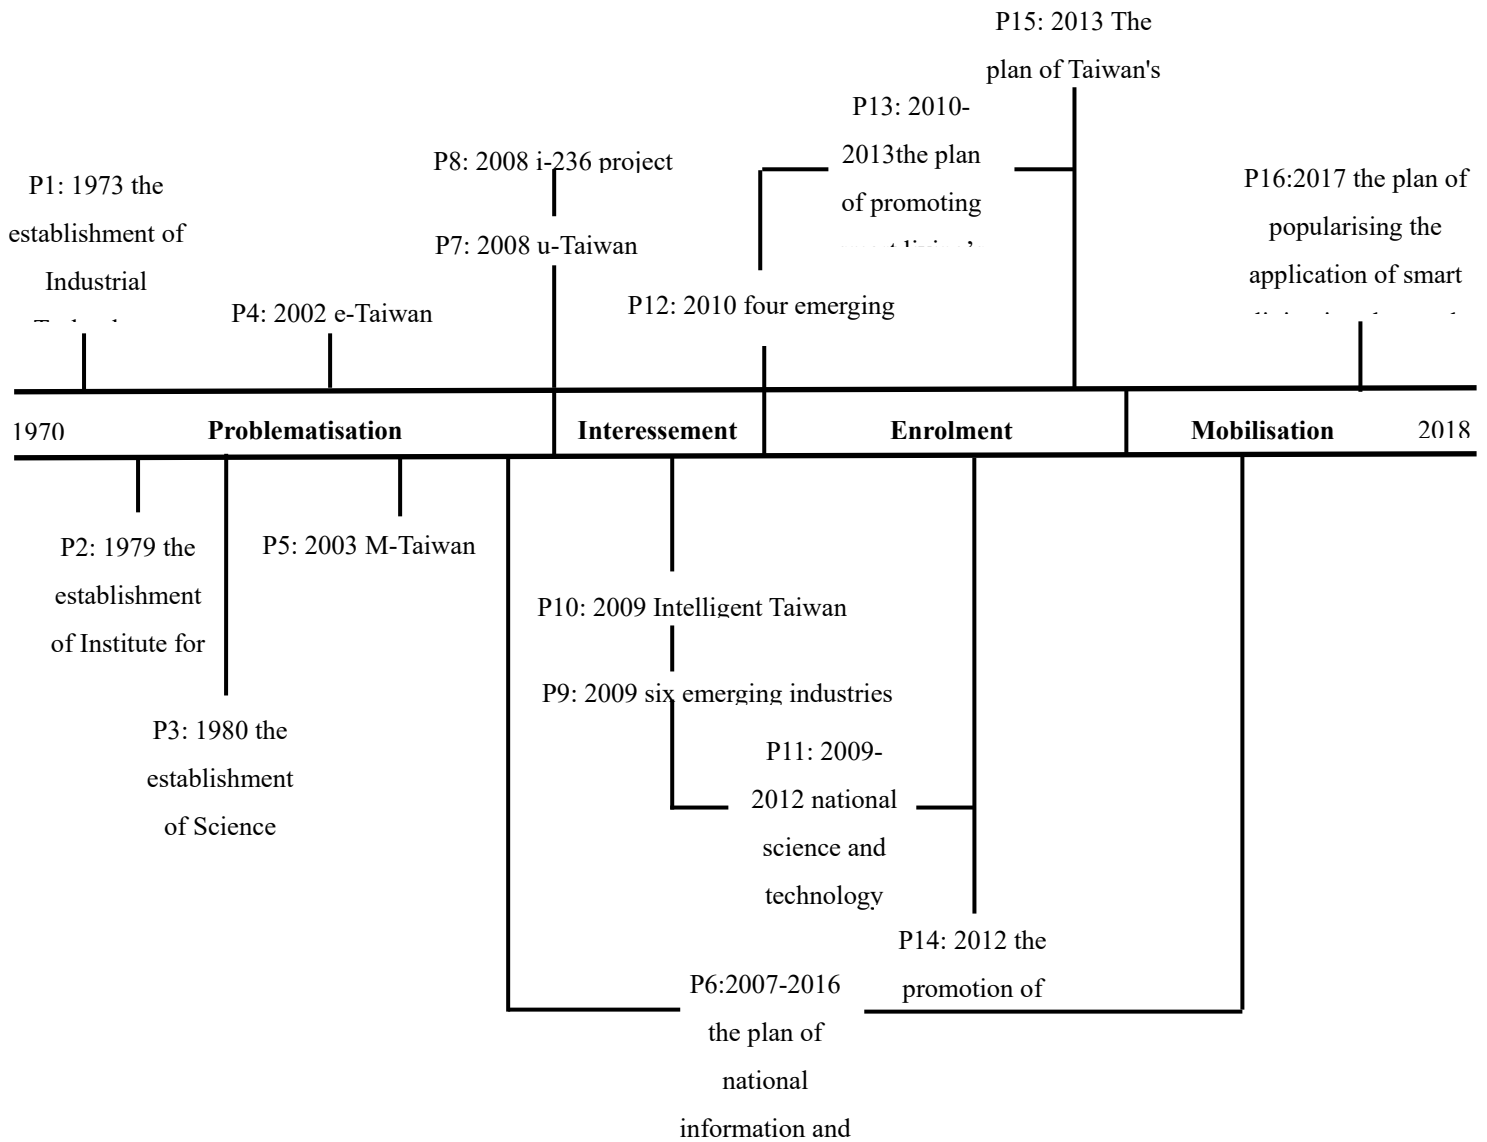 P15: 2013 The
plan of Taiwan's
P13: 2010-
2013the plan
of promoting
P8: 2008 i-236 project
P7: 2008 u-Taiwan
P1: 1973 the
establishment of
Industrial
P4: 2002 e-Taiwan
P12: 2010 four emerging
P16:2017 the plan of
popularising the
application of smart
1970
Problematisation
Interessement
Enrolment
Mobilisation
2018
P2: 1979 the
establishment
of Institute for
P5: 2003 M-Taiwan
P3: 1980 the
establishment
of Science
P10: 2009 Intelligent Taiwan
P9: 2009 six emerging industries
P11: 2009-
2012 national
science and
technology
P14: 2012 the
promotion of
P6:2007-2016
the plan of
national
information and